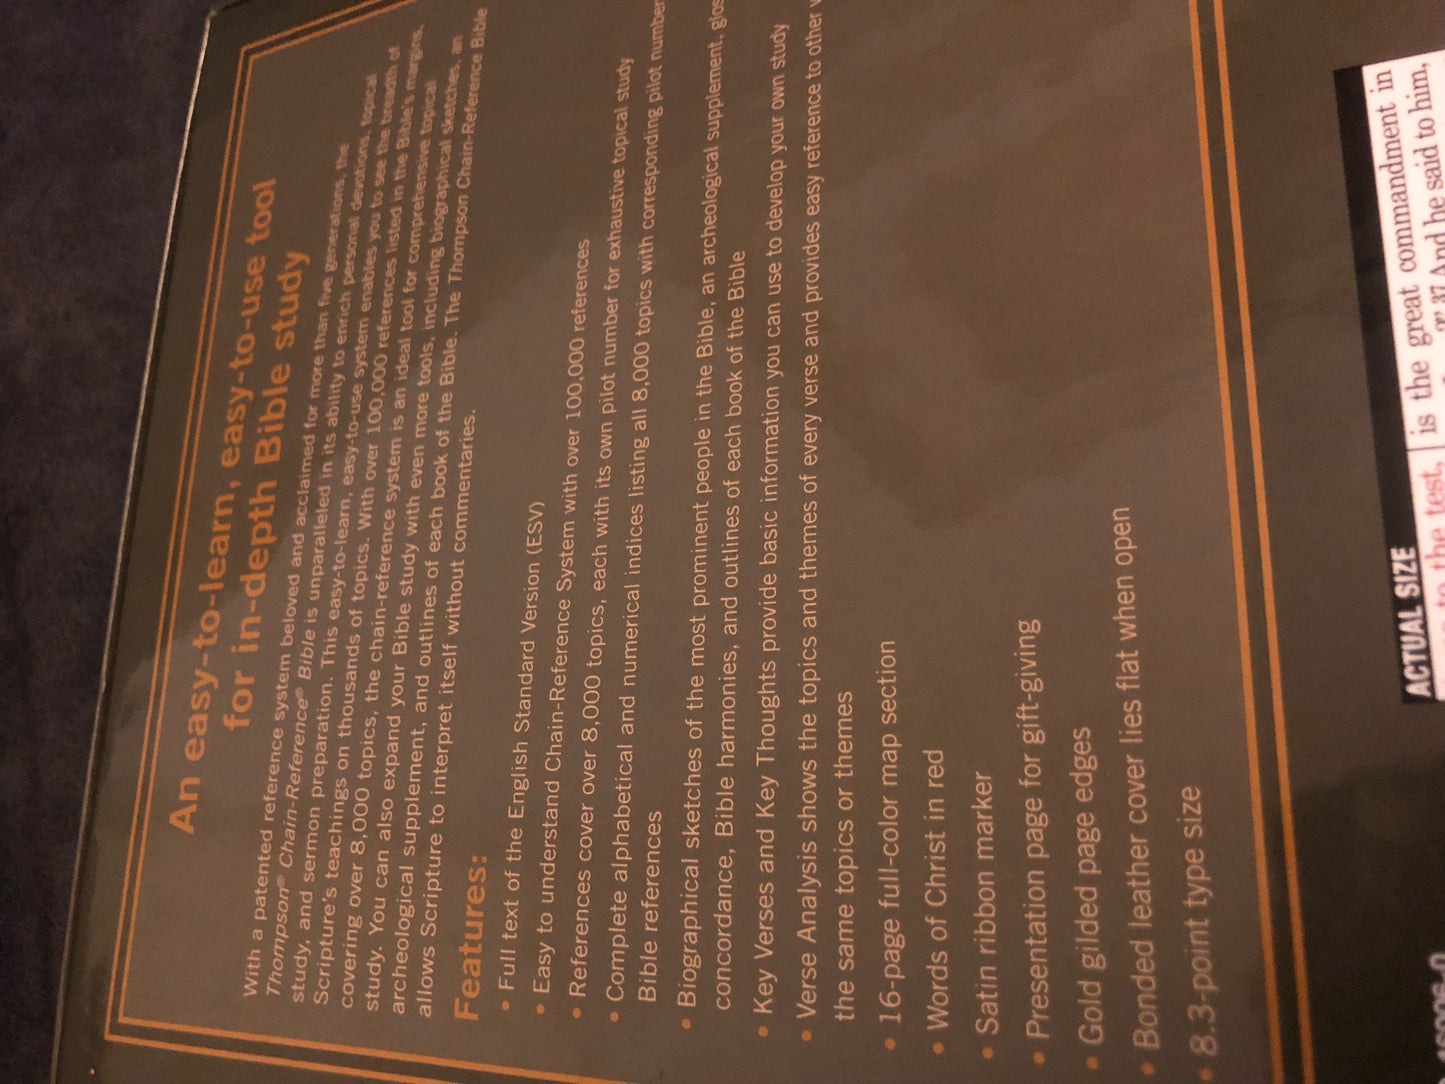 An easy-to-learn, easy-to-use tool
for in-depth Bible study
With a patented reference system beloved and acclaimed for more than five generations, the
Thompson® Chain-Reference® Bible is unparalleled in its ability to enrich personal devotions, topical
study, and sermon preparation. This easy-to-learn, easy-to-use system enables you to see the breadth of
Scripture's teachings on thousands of topics. With over 100,000 references listed in the Bible's margins,
covering over 8,000 topics, the chain-reference system is an ideal tool for comprehensive topical
study. You can also expand your Bible study with even more tools, including biographical sketches, an
archeological supplement, and outlines of each book of the Bible. The Thompson Chain-Reference Bible
allows Scripture to interpret itself without commentaries.
Features:
• Full text of the English Standard Version (ESV)
• Easy to understand Chain-Reference System with over 100,000 references
• References cover over 8,000 topics, each with its own pilot number for exhaustive topical study
• Complete alphabetical and numerical indices listing all 8,000 topics with corresponding pilot number
Bible references
• Biographical sketches of the most prominent people in the Bible, an archeological supplement,
concordance, Bible harmonies, and outlines of each book of the Bible
• Key Verses and Key Thoughts provide basic information you can use to develop your own study
• Verse Analysis shows the topics and themes of every verse and provides easy reference to other
the same topics or themes
• 16-page full-color map section
• Words of Christ in red
• Satin ribbon marker
• Presentation page for gift-giving
• Gold gilded page edges
• Bonded leather cover lies flat when open
• 8.3-point type size
ACTUAL SIZE
to the test,
is the great commandment in
37 And he said to him,